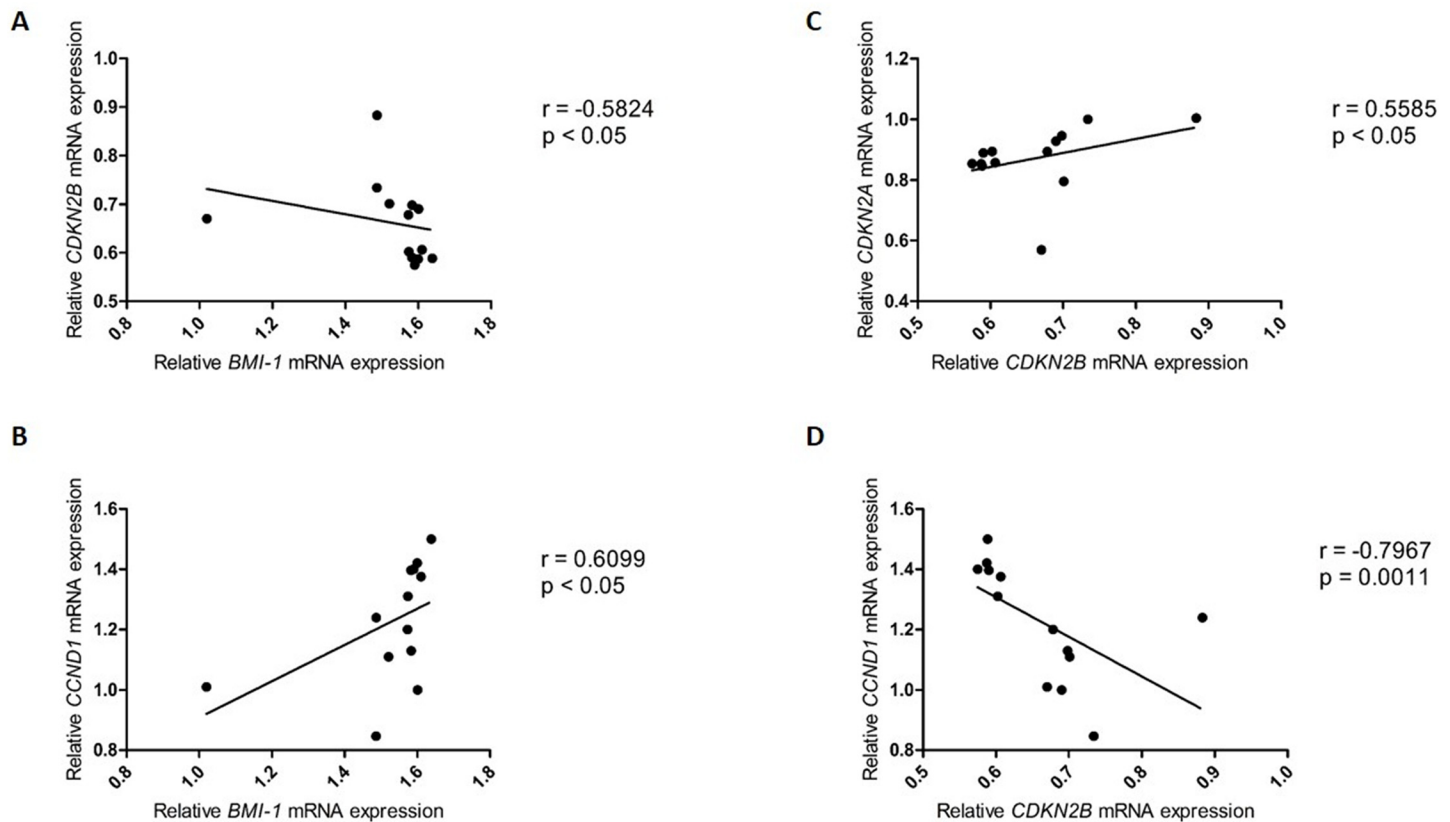 A
Relative CDKN2B mRNA expression
1.0
0.9
0.8
0.7
0.6
0.5
0.8
1.0
1.2
1.4
1.6
1.8
Relative BMI-1 mRNA expression
r = -0.5824
p < 0.05
C
Relative CDKN2A mRNA expression
1.2
1.0
0.8
0.6
0.4
0.5
0.6
0.7
0.8
0.9
1.0
Relative CDKN2B mRNA expression
r = 0.5585
p < 0.05
B
Relative CCND1 mRNA expression
1.6
1.4
1.2
1.0
0.8
0.8
1.0
1.2
1.4
1.6
1.8
Relative BMI-1 mRNA expression
r = 0.6099
p < 0.05
D
Relative CCND1 mRNA expression
1.6
1.4
1.2
1.0
0.8
0.5
0.6
0.7
0.8
0.9
1.0
Relative CDKN2B mRNA expression
r = -0.7967
p = 0.0011